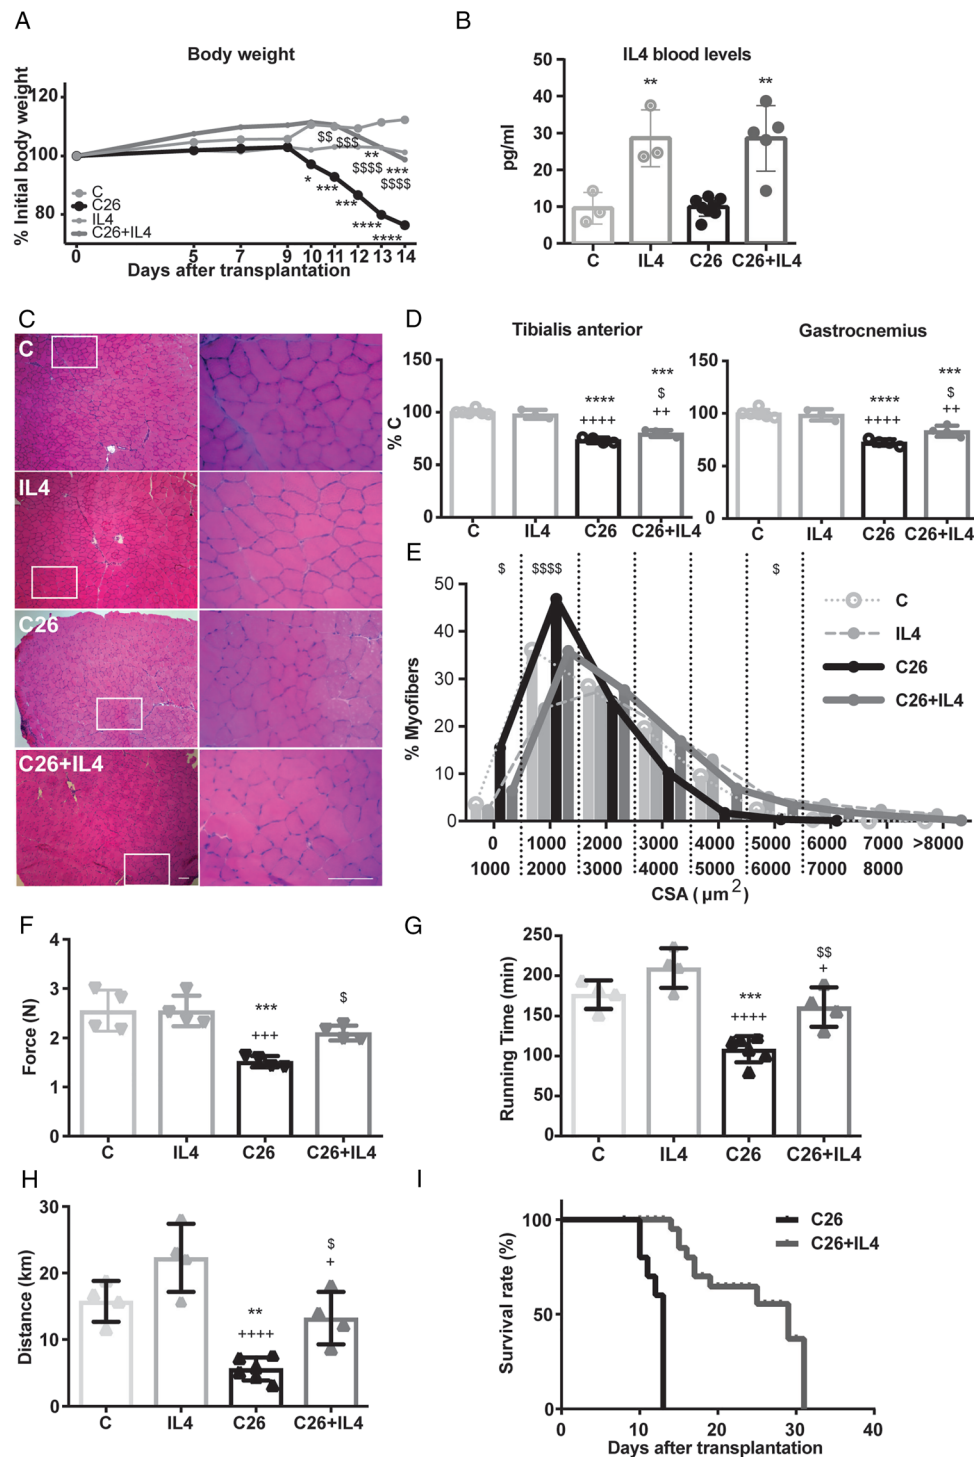 A
Body weight
% Initial body weight
120
100
80
$$
$$$
**
$$$$
***
$$$$
*
***
***
****
****
C
C26
IL4
C26+IL4
0 5 7 9 10 11 12 13 14
Days after transplantation
B
IL4 blood levels
pg/ml
50
40
30
20
10
0
**
**
C IL4 C26 C26+IL4
C
C
IL4
C26
C26+IL4
D
Tibialis anterior
% C
150
100
50
0
****
++++
***
$
++
C IL4 C26 C26+IL4
Gastrocnemius
150
100
50
0
****
++++
***
$
++
C IL4 C26 C26+IL4
E
$ $$$$ $
% Myofibers
50
40
30
20
10
0
C
IL4
C26
C26+IL4
0 1000 2000 3000 4000 5000 6000 7000 >8000
1000 2000 3000 4000 5000 6000 7000 8000
CSA (µm2)
F
Force (N)
4
3
2
1
0
***
+++
$
C IL4 C26 C26+IL4
G
Running Time (min)
250
200
150
100
50
0
***
++++
$$
+
C IL4 C26 C26+IL4
H
Distance (km)
30
20
10
0
**
++++
$
+
C IL4 C26 C26+IL4
I
Survival rate (%)
100
50
0
C26
C26+IL4
0 10 20 30 40
Days after transplantation